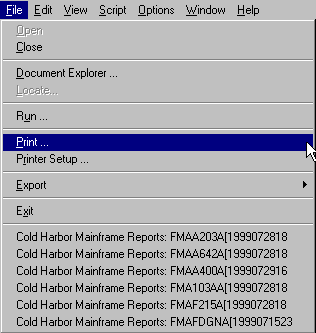 File Edit View Script Options Window Help
Open
Close
Document Explorer ...
Locate...
Run ...
Print ...
Printer Setup ...
Export
Exit
Cold Harbor Mainframe Reports: FMAA203A[1999072818
Cold Harbor Mainframe Reports: FMAA642A[1999072818
Cold Harbor Mainframe Reports: FMAA400A[1999072916
Cold Harbor Mainframe Reports: FMA103AA[1999072818
Cold Harbor Mainframe Reports: FMAF215A[1999072818
Cold Harbor Mainframe Reports: FMAFDGNA[1999071523